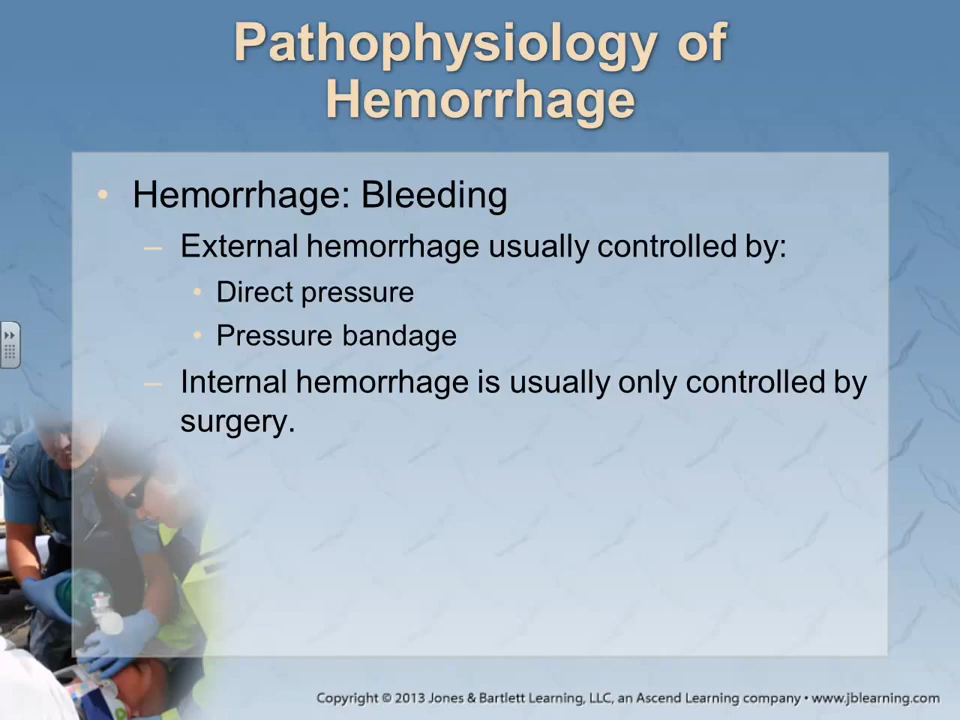 Pathophysiology of
Hemorrhage
• Hemorrhage: Bleeding
– External hemorrhage usually controlled by:
• Direct pressure
• Pressure bandage
– Internal hemorrhage is usually only controlled by
surgery.
Copyright © 2013 Jones & Bartlett Learning, LLC, an Ascend Learning company • www.jblearning.com